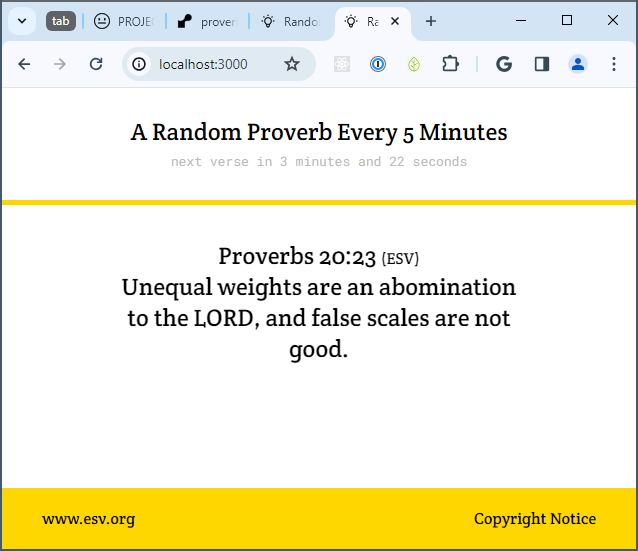 tab PROJE prover Rando Ra
localhost:3000
A Random Proverb Every 5 Minutes
next verse in 3 minutes and 22 seconds
Proverbs 20:23 (ESV)
Unequal weights are an abomination
to the LORD, and false scales are not
good.
www.esv.org Copyright Notice